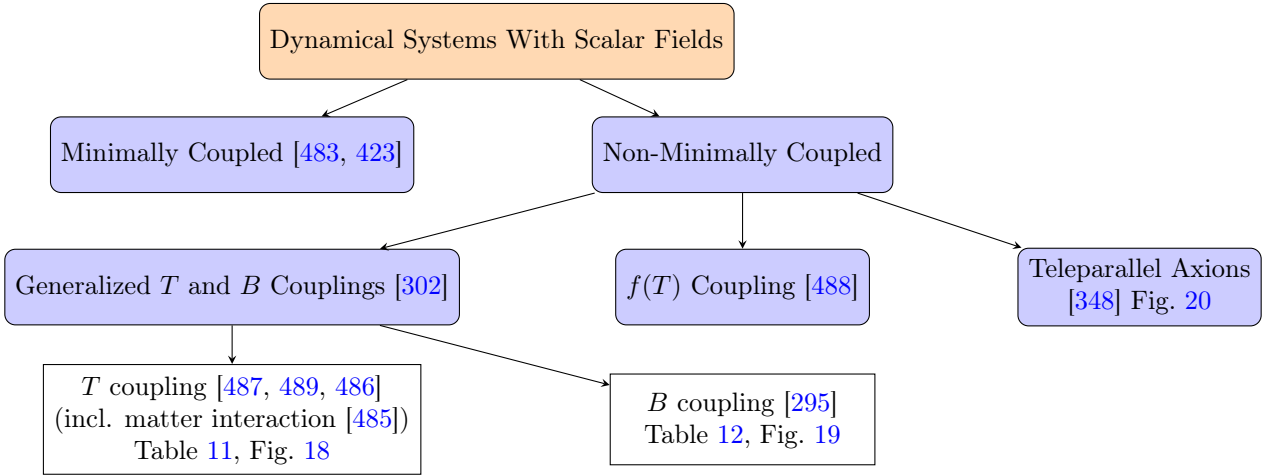 Dynamical Systems With Scalar Fields
Minimally Coupled [483, 423]
Non-Minimally Coupled
Generalized T and B Couplings [302]
f(T) Coupling [488]
Teleparallel Axions
[348] Fig. 20
T coupling [487, 489, 486]
(incl. matter interaction [485])
Table 11, Fig. 18
B coupling [295]
Table 12, Fig. 19